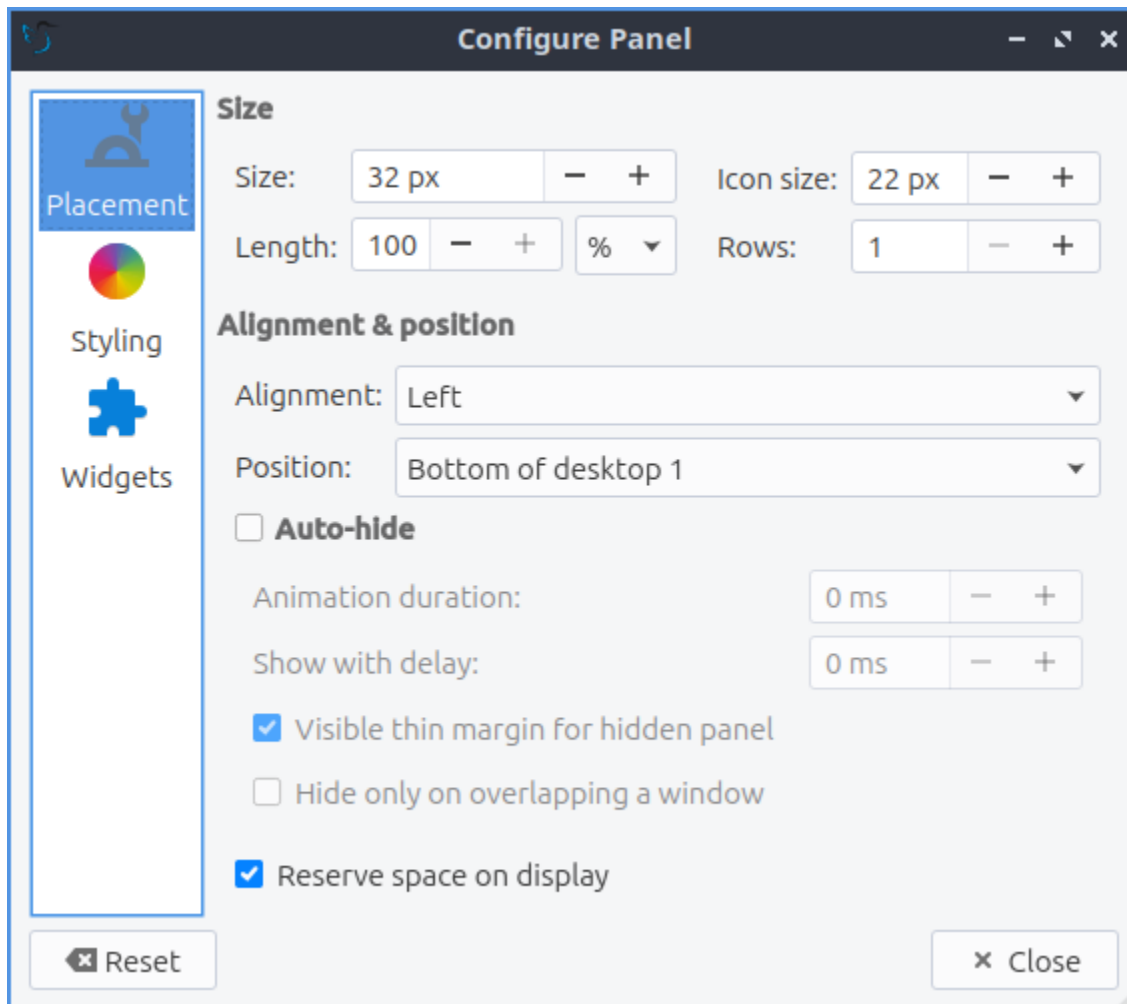 Configure Panel
Placement
Styling
Widgets
Size
Size: 32 px Icon size: 22 px
Length: 100 % Rows: 1
Alignment & position
Alignment: Left
Position: Bottom of desktop 1
Auto-hide
Animation duration: 0 ms
Show with delay: 0 ms
Visible thin margin for hidden panel
Hide only on overlapping a window
Reserve space on display
Reset Close